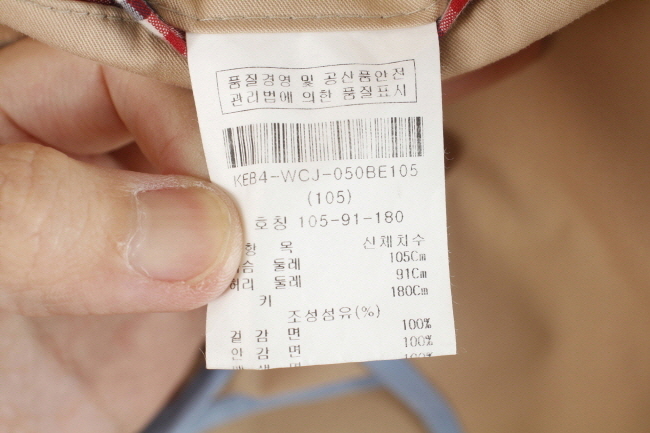 품질경영 및 공산품안전
관리법에 의한 품질표시
KEB4-WCJ-050BE105
(105)
호칭 105-91-180
목 신체치수
둘레 105Cm
둘레 91Cm
키 180Cm
조성섬유(%)
겉 감 면 100%
안 감 면 100%